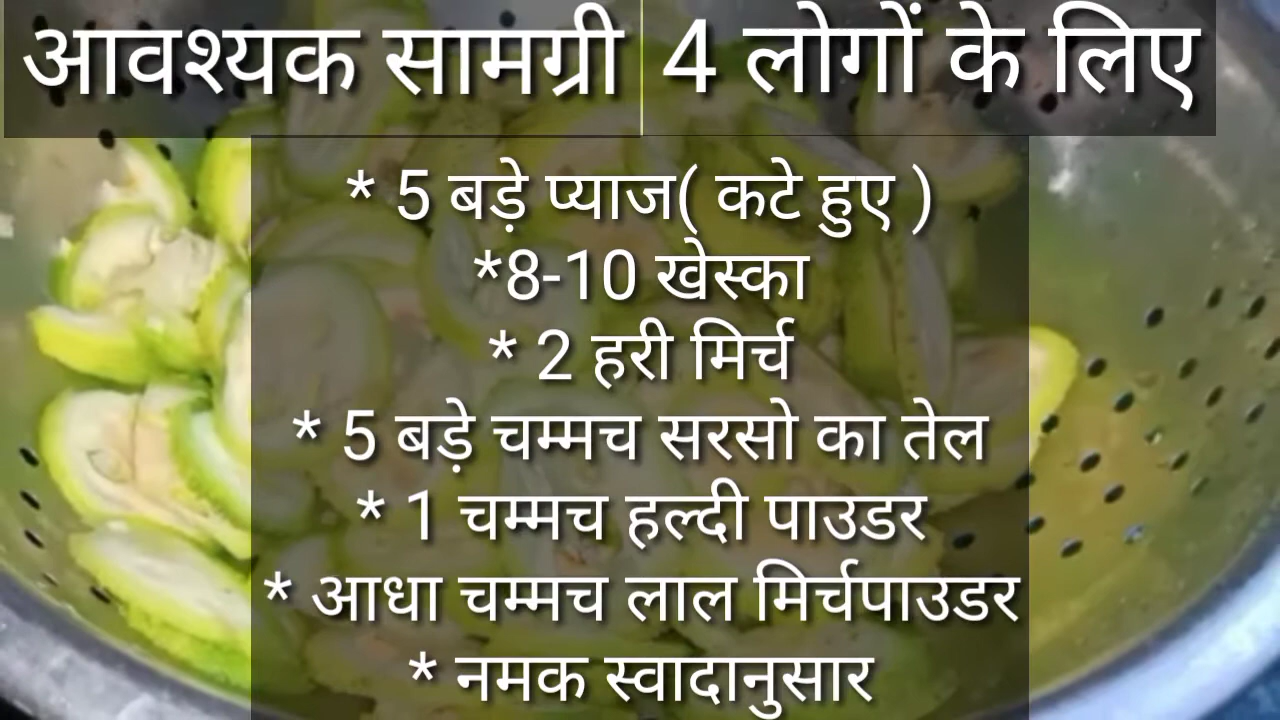 आवश्यक सामग्री 4 लोगों के लिए
* 5 बड़े प्याज( कटे हुए )
*8-10 खेस्का
* 2 हरी मिर्च
* 5 बड़े चम्मच सरसो का तेल
* 1 चम्मच हल्दी पाउडर
* आधा चम्मच लाल मिर्चपाउडर
* नमक स्वादानुसार